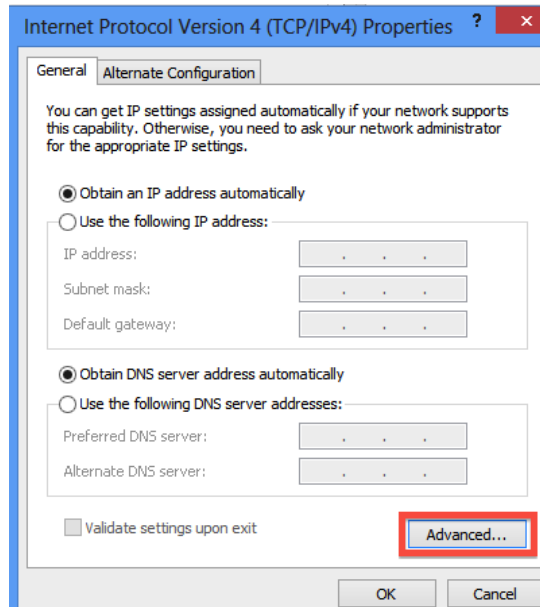 Internet Protocol Version 4 (TCP/IPv4) Properties ? ×
General Alternate Configuration
You can get IP settings assigned automatically if your network supports
this capability. Otherwise, you need to ask your network administrator
for the appropriate IP settings.
Obtain an IP address automatically
Use the following IP address:
IP address:
Subnet mask:
Default gateway:
Obtain DNS server address automatically
Use the following DNS server addresses:
Preferred DNS server:
Alternate DNS server:
Validate settings upon exit
Advanced...
OK Cancel